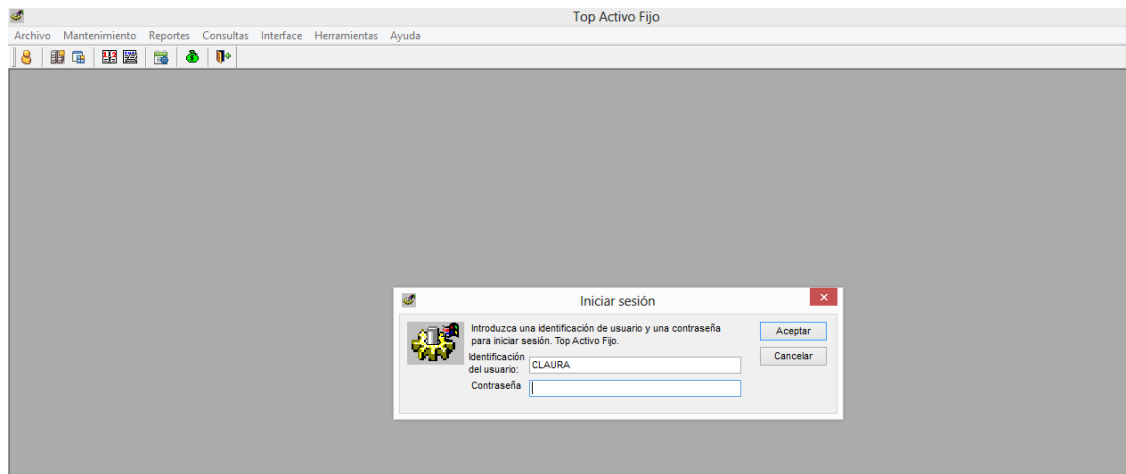 Top Activo Fijo
Archivo Mantenimiento Reportes Consultas Interface Herramientas Ayuda
Iniciar sesión
Introduzca una identificación de usuario y una contraseña
para iniciar sesión. Top Activo Fijo.
Aceptar
Identificación
del usuario: CLAURA
Cancelar
Contraseña